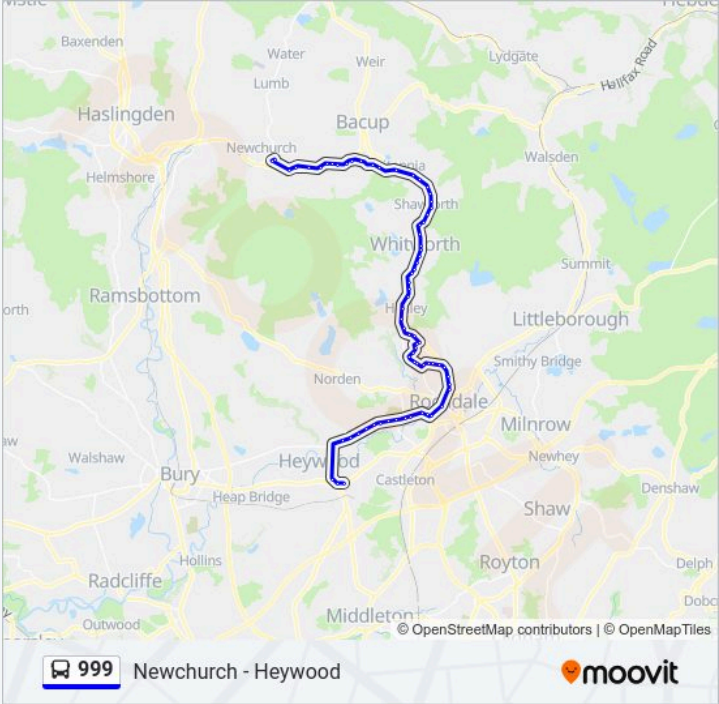 Baxenden
Water
Weir
Lydgate
Halifax Road
Lumb
Haslingden
Bacup
Newchurch
Walsden
Helmshore
Whitworth
Summit
Ramsbottom
Littleborough
Smithy Bridge
Norden
Rochdale
Milnrow
Walshaw
Heywood
Newhey
Bury
Castleton
Denshaw
Heap Bridge
Shaw
Hollins
Royton
Delph
Radcliffe
Outwood
Middleton
© OpenStreetMap contributors | © OpenMapTiles
999 Newchurch - Heywood
moovit